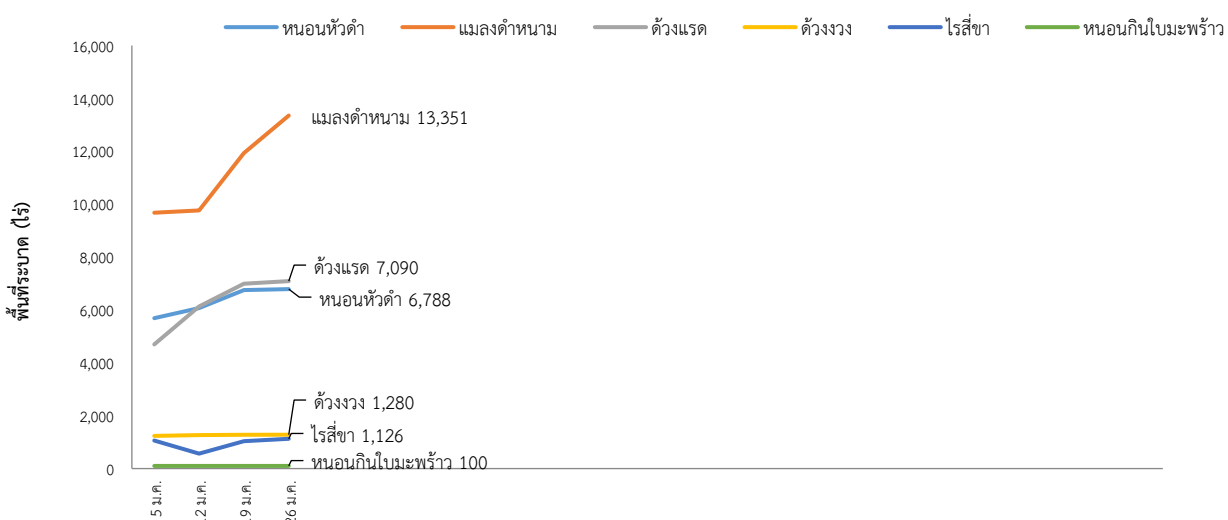 หนอนหัวดำ แมลงดำหนาม ด้วงแรด ด้วงงวง ไรสี่ขา หนอนกินใบมะพร้าว
16,000
14,000
แมลงดำหนาม 13,351
12,000
10,000
พื้นที่ระบาด (ไร่)
8,000
ด้วงแรด 7,090
หนอนหัวดำ 6,788
6,000
4,000
ด้วงงวง 1,280
2,000
ไรสี่ขา 1,126
หนอนกินใบมะพร้าว 100
0
5 ม.ค. 2 ม.ค. 9 ม.ค. 26 ม.ค.